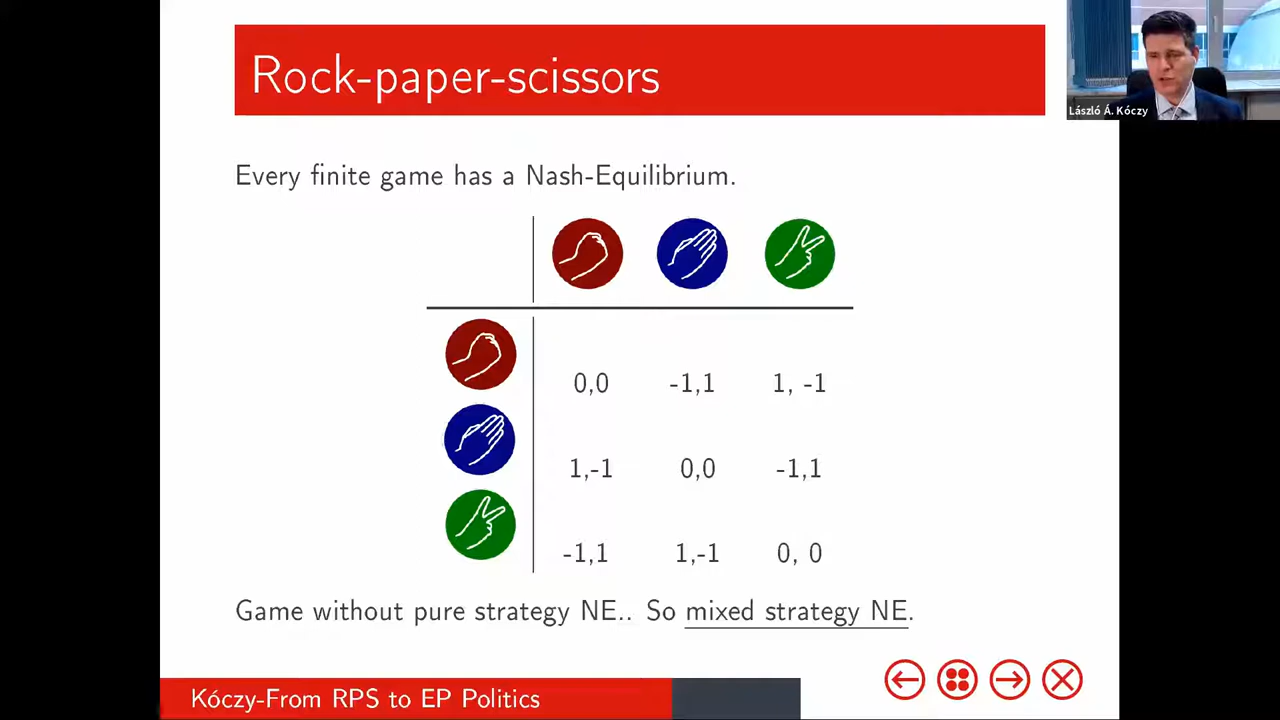 Rock-paper-scissors
László Á. Kóczy
Every finite game has a Nash-Equilibrium.
0,0 -1,1 1, -1
1,-1 0,0 -1,1
-1,1 1,-1 0, 0
Game without pure strategy NE.. So mixed strategy NE.
Kóczy-From RPS to EP Politics